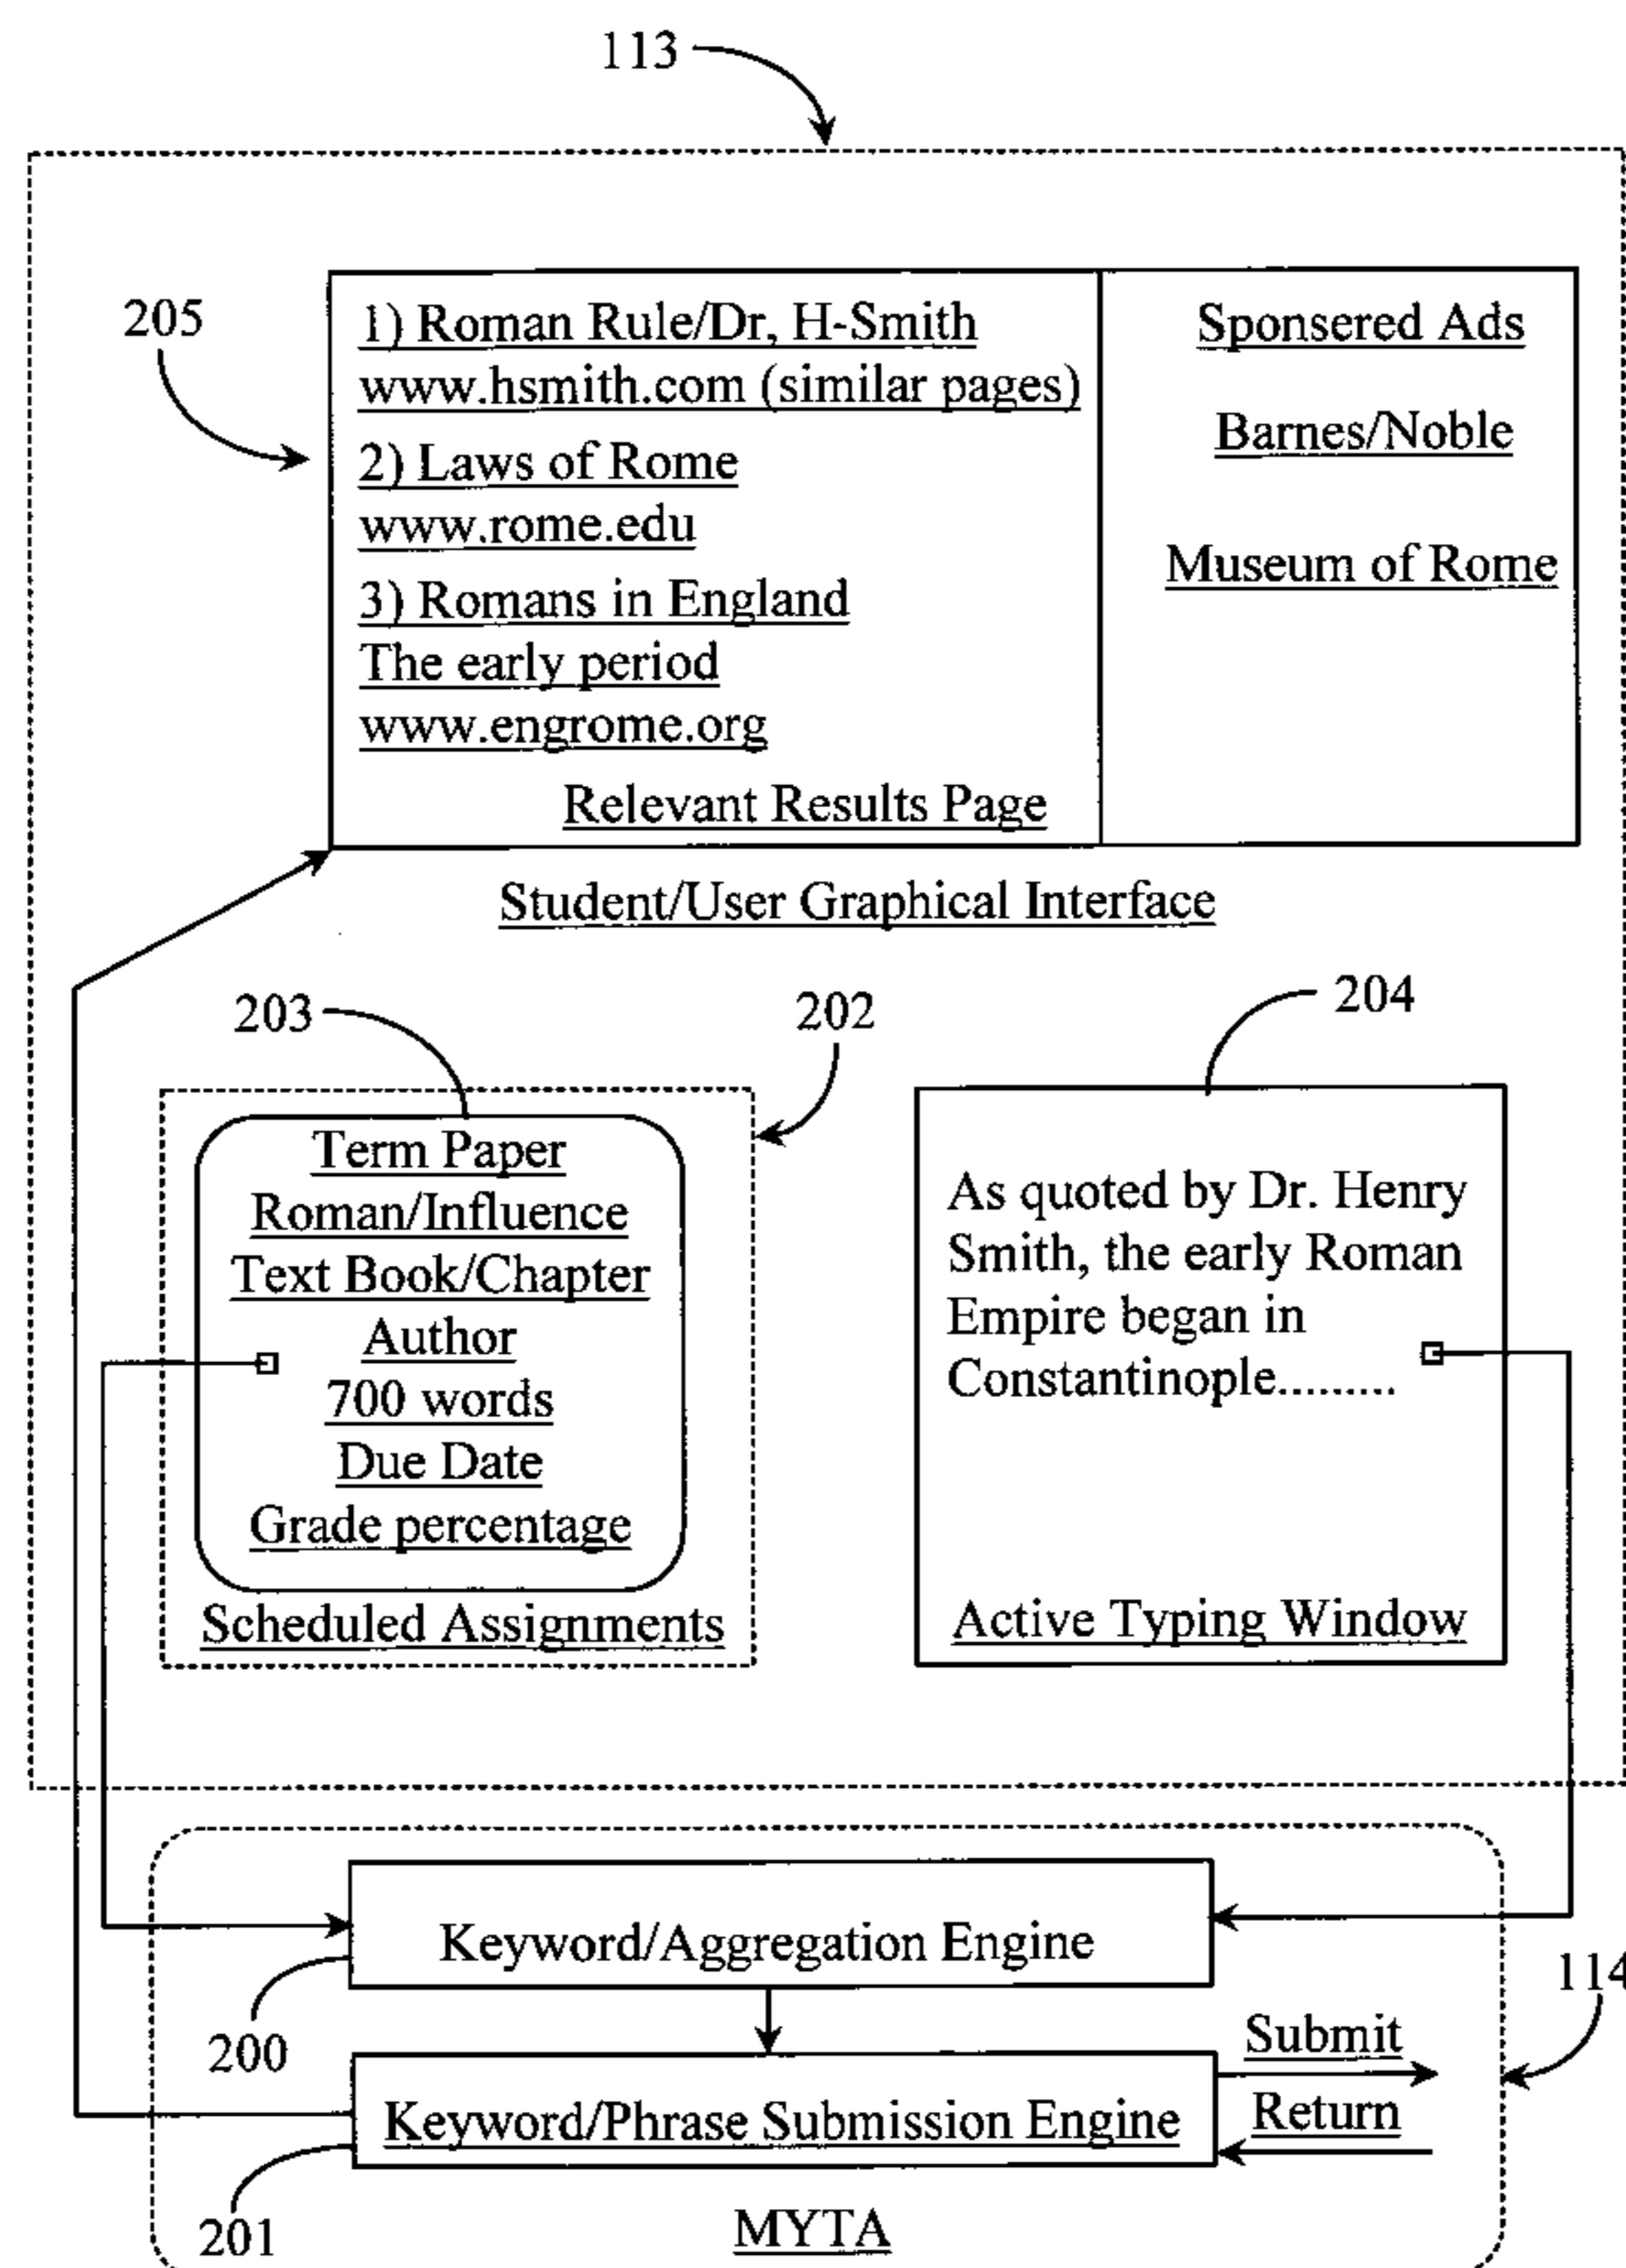 113
205
1) Roman Rule/Dr, H-Smith
www.hsmith.com (similar pages)
2) Laws of Rome
www.rome.edu
3) Romans in England
The early period
www.engrome.org
Relevant Results Page
Sponsered Ads
Barnes/Noble
Museum of Rome
Student/User Graphical Interface
203
202
204
Term Paper
Roman/Influence
Text Book/Chapter
Author
700 words
Due Date
Grade percentage
Scheduled Assignments
As quoted by Dr. Henry
Smith, the early Roman
Empire began in
Constantinople.........
Active Typing Window
Keyword/Aggregation Engine
200
114
Submit
Keyword/Phrase Submission Engine
Return
201
MYTA